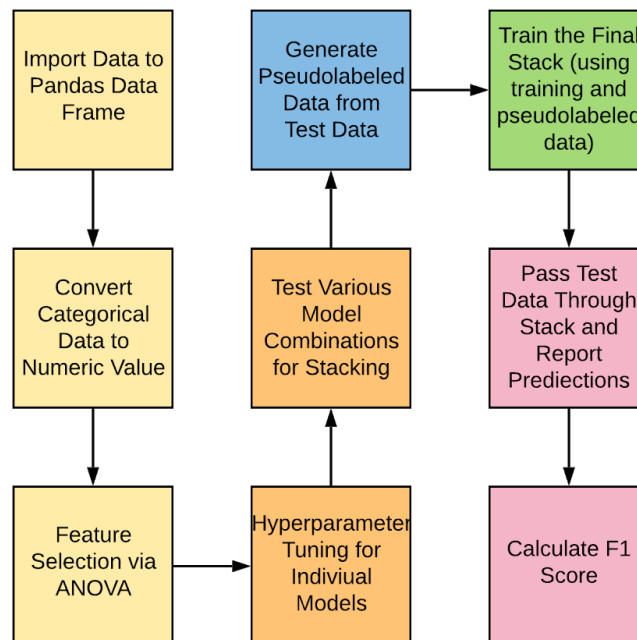 Import Data to
Pandas Data
Frame
Convert
Categorical
Data to
Numeric Value
Feature
Selection via
ANOVA
Hyperparameter
Tuning for
Indiviual
Models
Test Various
Model
Combinations
for Stacking
Generate
Pseudolabeled
Data from
Test Data
Train the Final
Stack (using
training and
pseudolabeled
data)
Pass Test
Data Through
Stack and
Report
Prediections
Calculate F1
Score